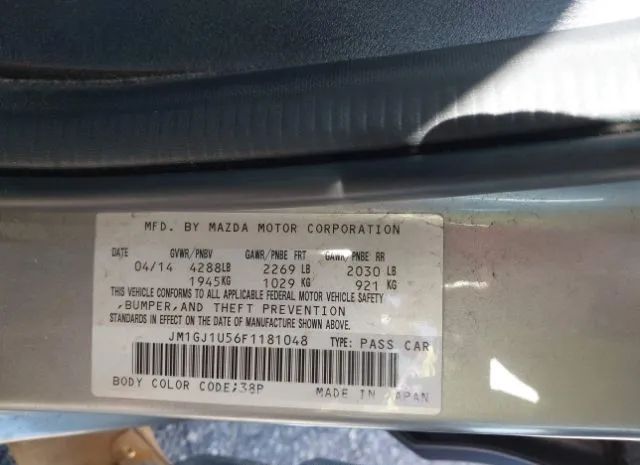 MFD. BY MAZDA MOTOR CORPORATION
DATE GVWR/PNBV GAWR/PNBE FRT GAWR/PNBE RR
04/14 4288LB 2269 LB 2030 LB
1945KG 1029 KG 921 KG
THIS VEHICLE CONFORMS TO ALL APPLICABLE FEDERAL MOTOR VEHICLE SAFETY
,BUMPER,AND THEFT PREVENTION
STANDARDS IN EFFECT ON THE DATE OF MANUFACTURE SHOWN ABOVE.
JM1GJ1U56F1181048 TYPE: PASS CAR
BODY COLOR CODE;38P MADE IN JAPAN